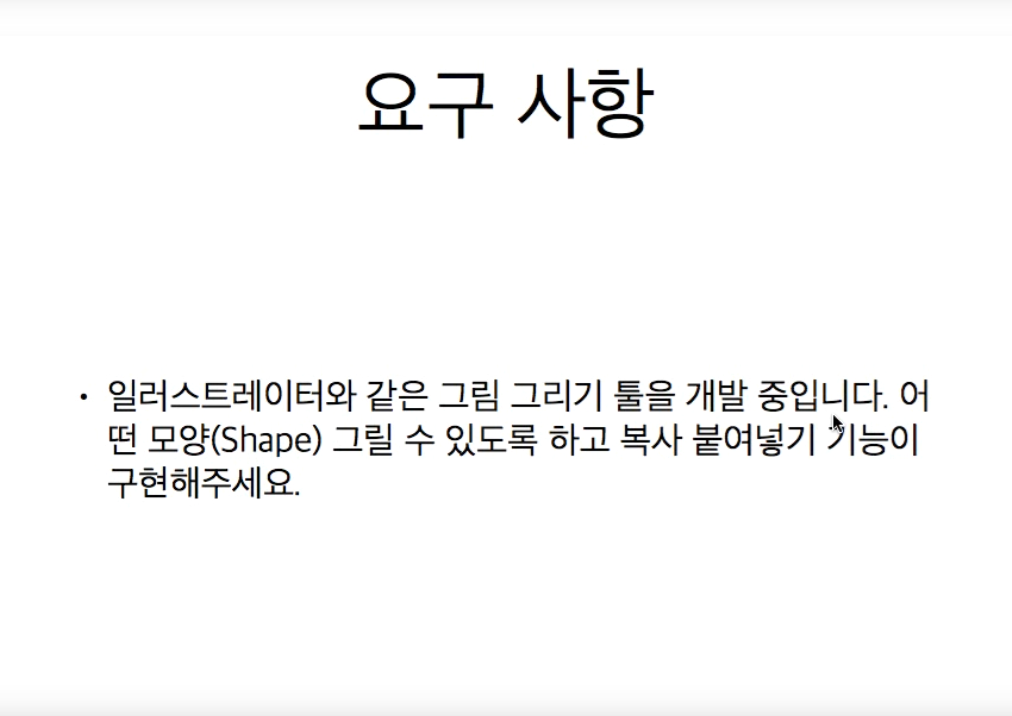 요구 사항
• 일러스트레이터와 같은 그림 그리기 툴을 개발 중입니다. 어
떤 모양(Shape) 그릴 수 있도록 하고 복사 붙여넣기 기능이
구현해주세요.